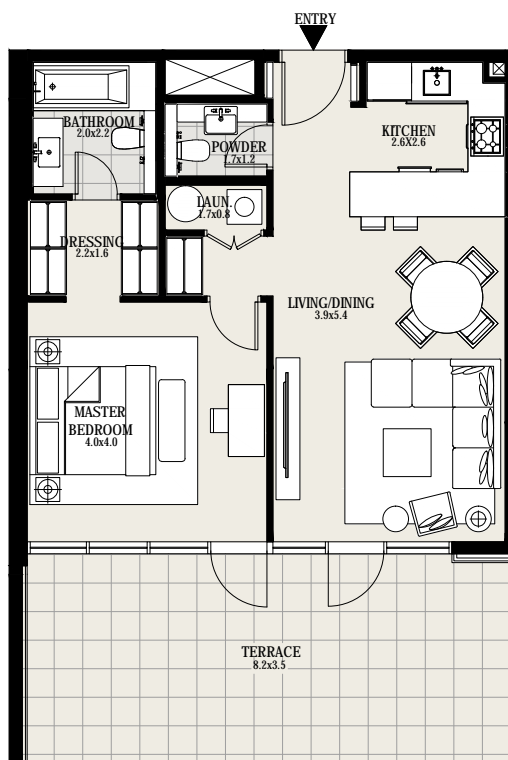 ENTRY
BATHROOM
2.0x2.2
POWDER
1.7x1.2
KITCHEN
2.6X2.6
LAUN.
1.7x0.8
DRESSING
2.2x1.6
LIVING/DINING
3.9x5.4
MASTER
BEDROOM
4.0x4.0
TERRACE
8.2x3.5